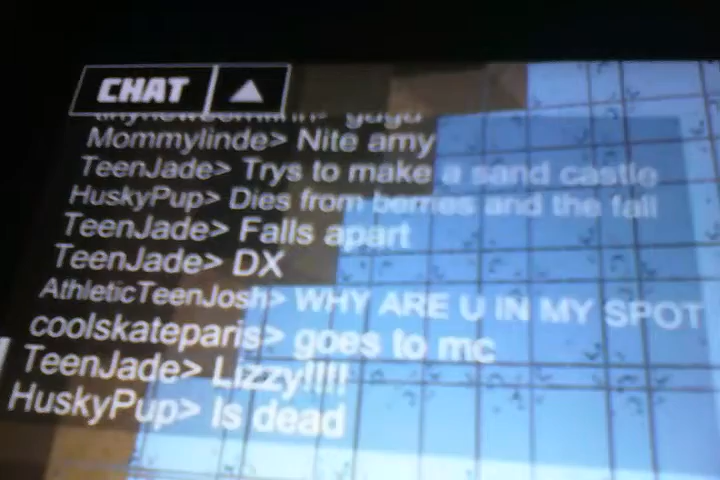 CHAT
gaga
Mommylinde> Nite amy
TeenJade> Trys to make a sand castle
HuskyPup> Dies from berries and the fall
TeenJade> Falls apart
TeenJade> DX
AthleticTeenJosh> WHY ARE U IN MY SPOT
coolskateparis> goes to mc
TeenJade> Lizzy!!!!
HuskyPup> Is dead